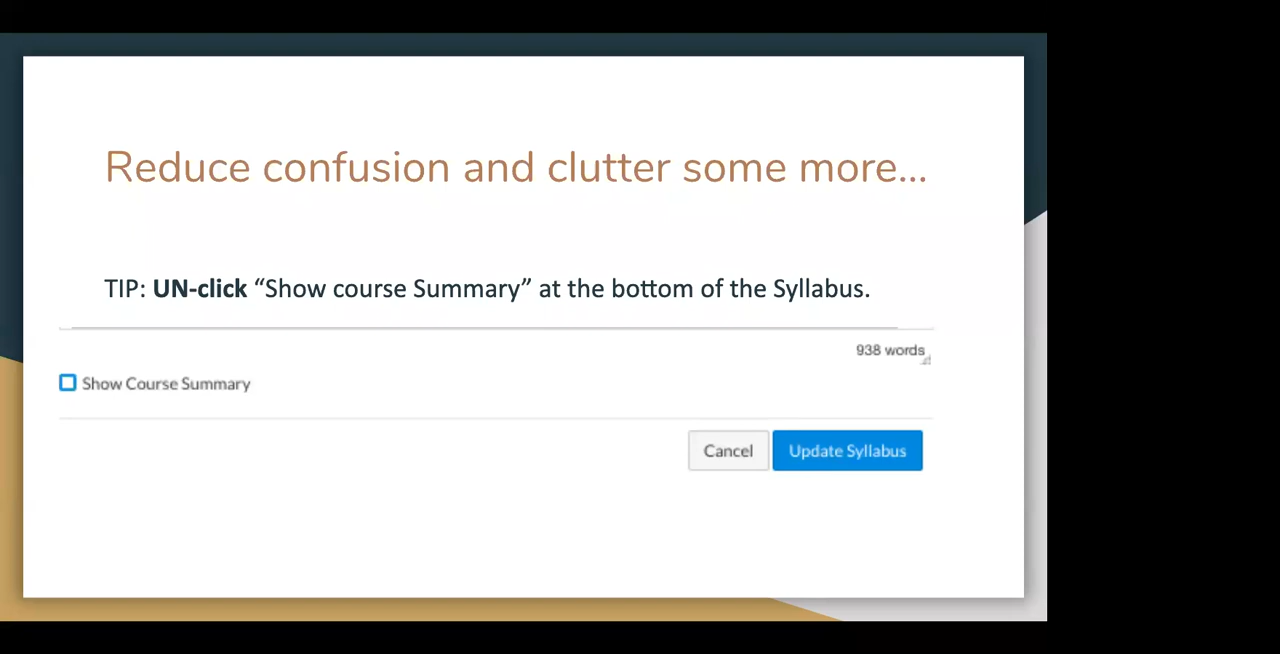 Reduce confusion and clutter some more...
TIP: UN-click “Show course Summary” at the bottom of the Syllabus.
938 words
Show Course Summary
Cancel Update Syllabus